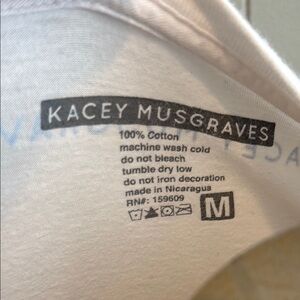 KACEY MUSGRAVES
100% Cotton
machine wash cold
do not bleach
tumble dry low
do not iron decoration
made in Nicaragua
RN#: 159609
M